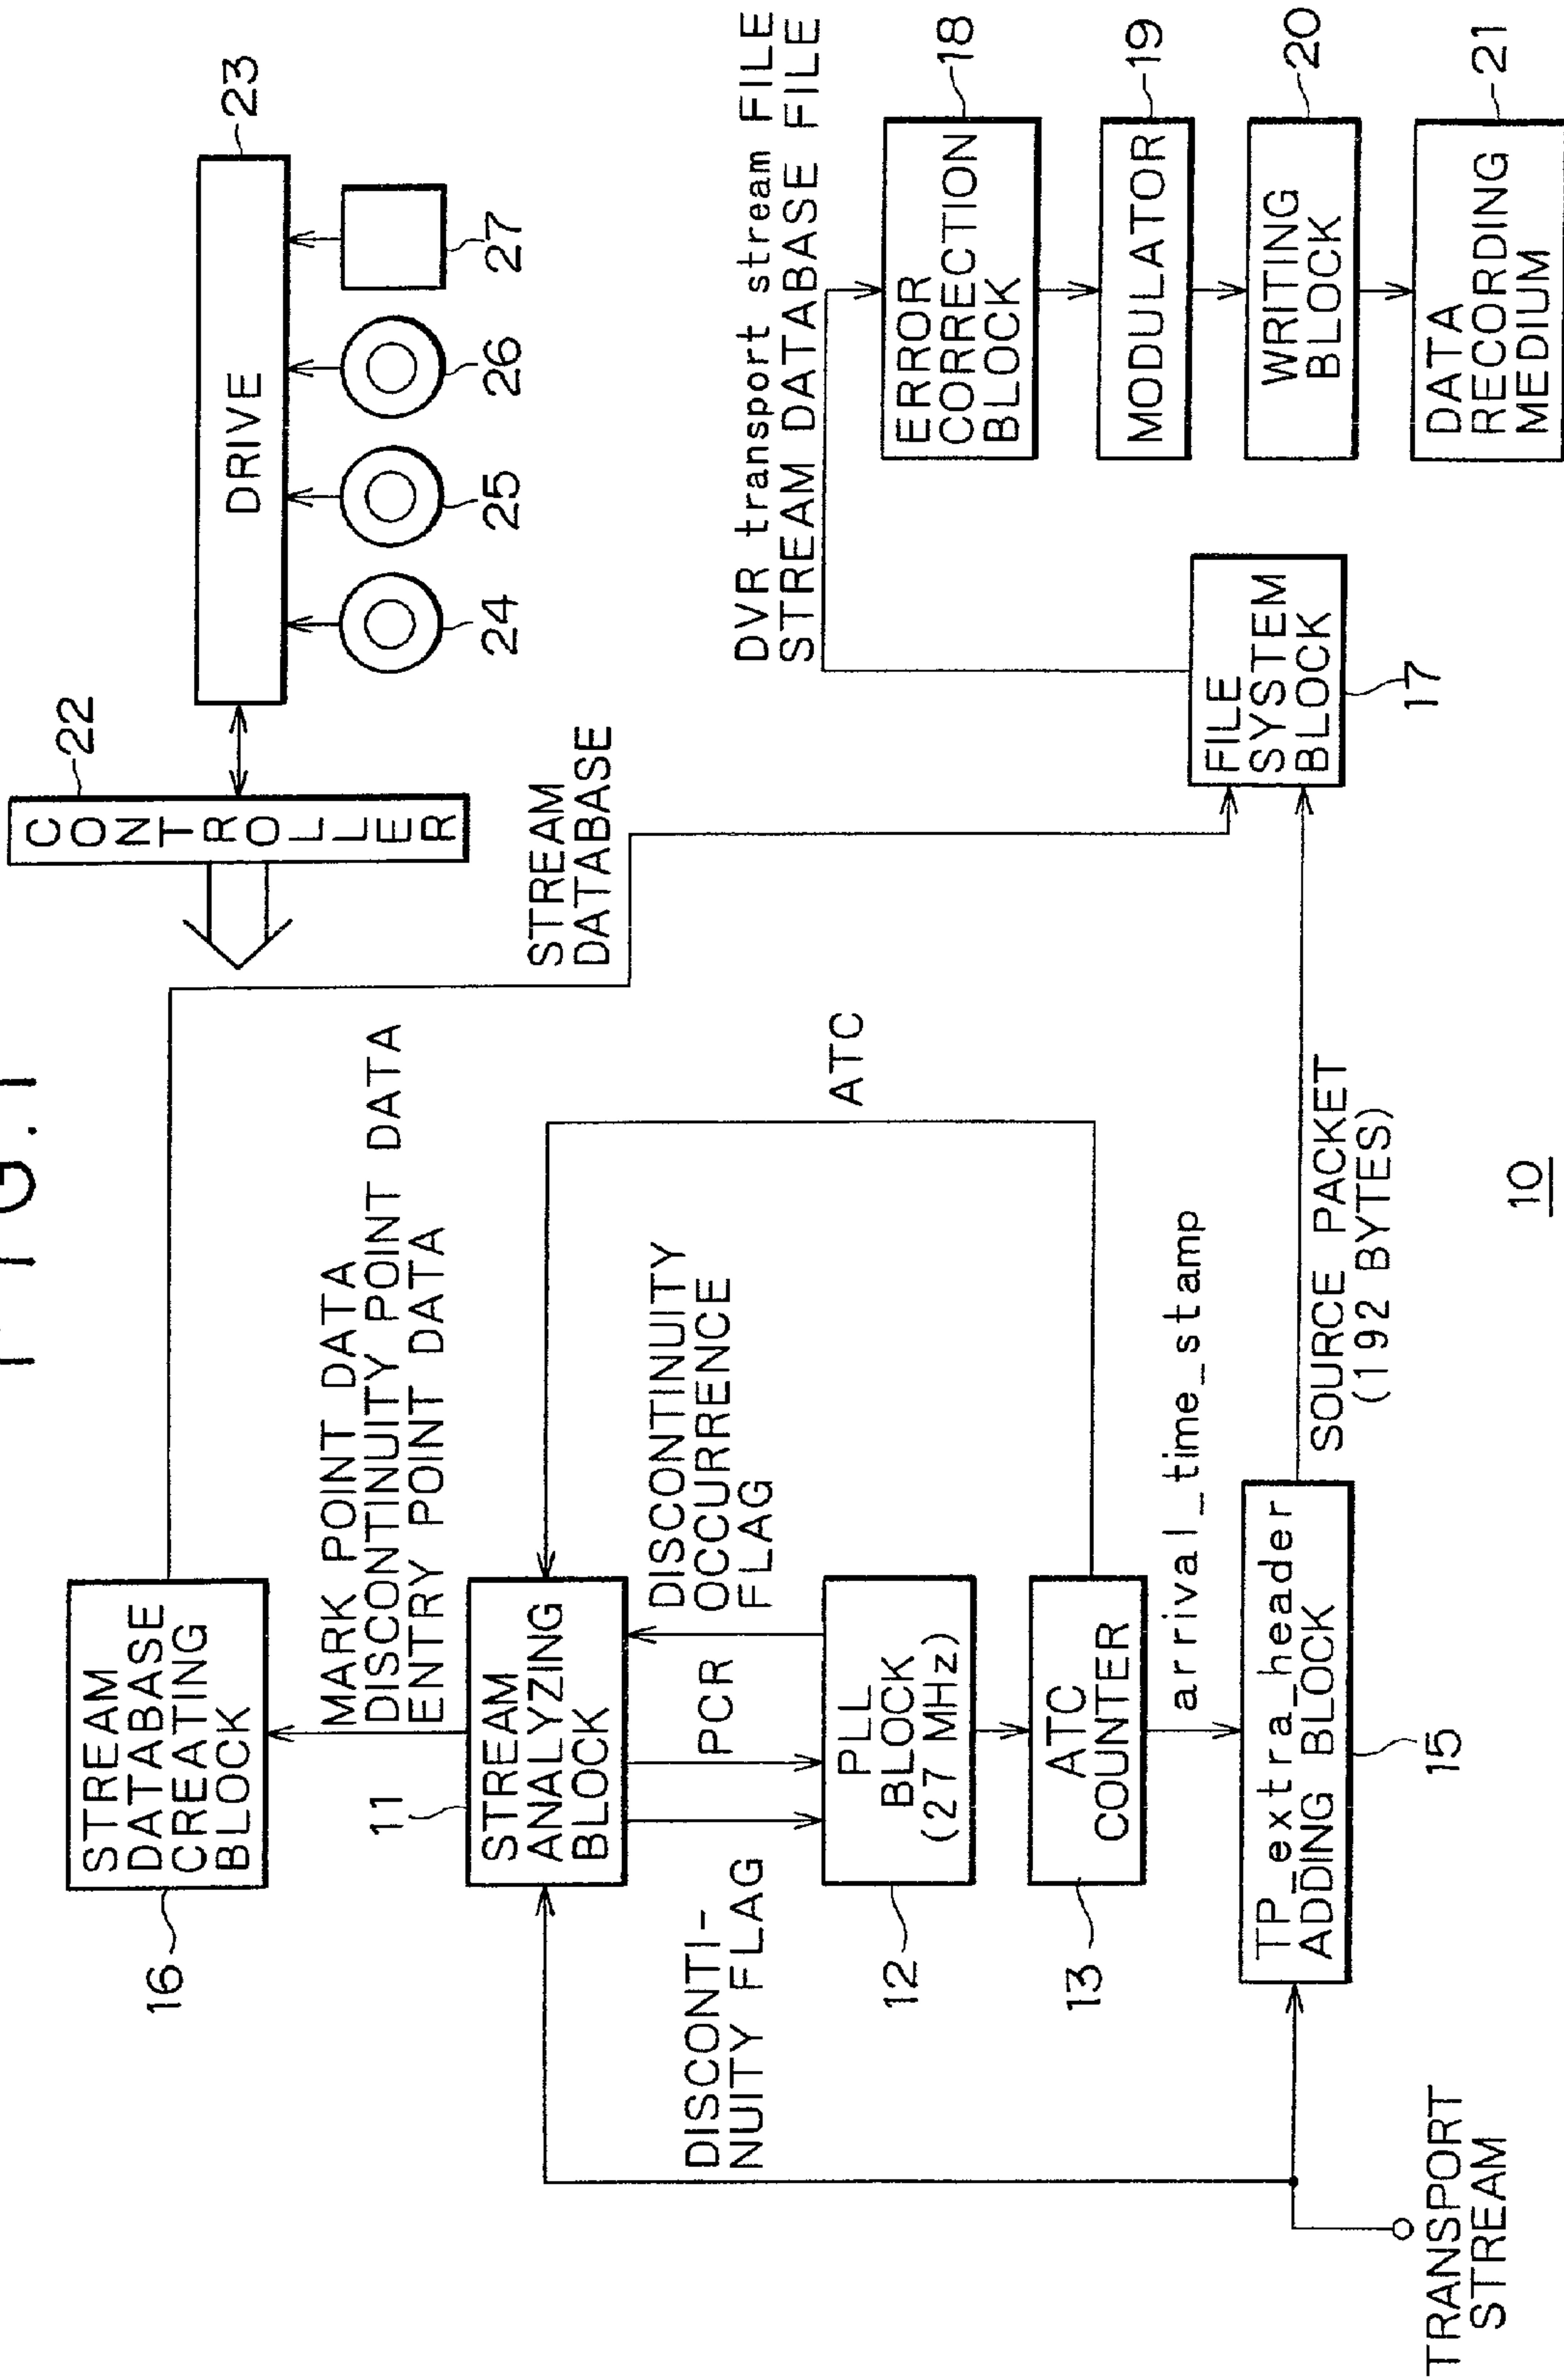 FIG. 1
STREAM
DATABASE
CREATING
BLOCK
16
MARK POINT DATA
DISCONTINUITY POINT DATA
ENTRY POINT DATA
CONTROLLER
22
DRIVE
23
24
25
26
27
STREAM
DATABASE
11
STREAM
ANALYZING
BLOCK
DISCONTI-
NUITY FLAG
PCR
DISCONTINUITY
OCCURRENCE
FLAG
ATC
PLL
BLOCK
(27 MHz)
12
ATC
COUNTER
13
arrival_time_stamp
TP_extra_header
ADDING BLOCK
15
TRANSPORT
STREAM
SOURCE PACKET
(192 BYTES)
FILE
SYSTEM
BLOCK
17
DVR transport stream FILE
STREAM DATABASE FILE
ERROR
CORRECTION
BLOCK
18
MODULATOR
19
WRITING
BLOCK
20
DATA
RECORDING
MEDIUM
21
10